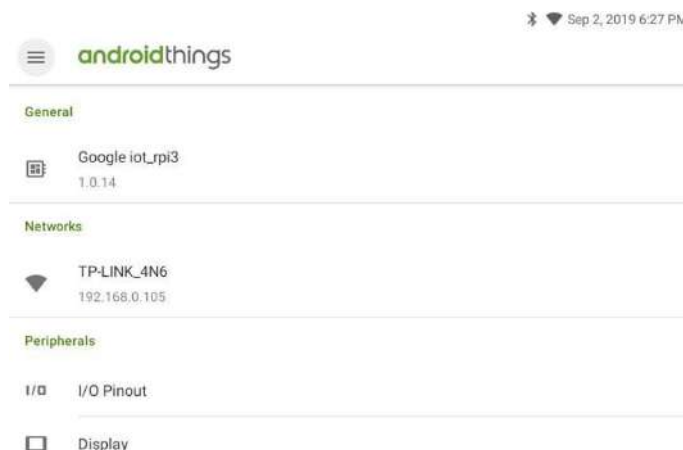 Sep 2, 2019 6:27 PM
androidthings
General
Google iot_rpi3
1.0.14
Networks
TP-LINK_4N6
192.168.0.105
Peripherals
I/O I/O Pinout
Display